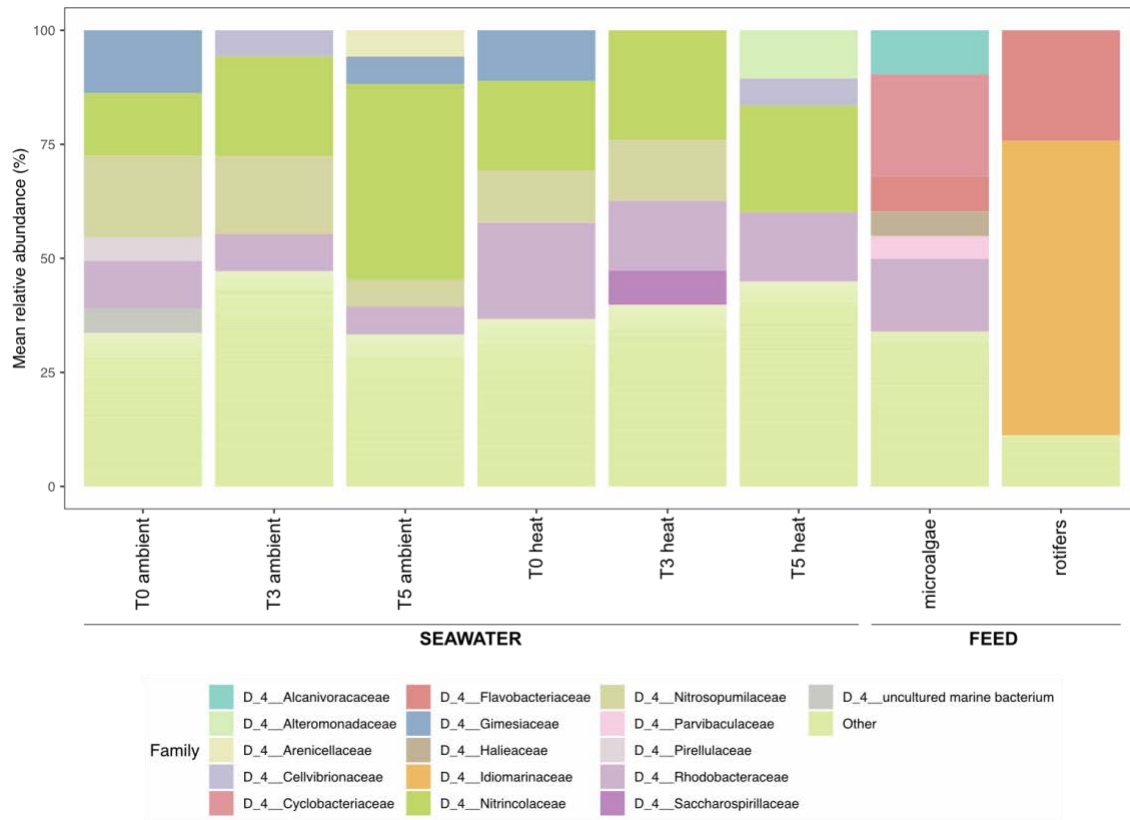 Mean relative abundance (%)
100
75
50
25
0
T0 ambient
T3 ambient
T5 ambient
T0 heat
T3 heat
T5 heat
microalgae
rotifers
SEAWATER
FEED
Family
D_4__Alcanivoracaceae
D_4__Alteromonadaceae
D_4__Arenicellaceae
D_4__Cellvibrionaceae
D_4__Cyclobacteriaceae
D_4__Flavobacteriaceae
D_4__Gimesiaceae
D_4__Halieaceae
D_4__Idiomarinaceae
D_4__Nitrincolaceae
D_4__Nitrosopumilaceae
D_4__Parvibaculaceae
D_4__Pirellulaceae
D_4__Rhodobacteraceae
D_4__Saccharospirillaceae
D_4__uncultured marine bacterium
Other